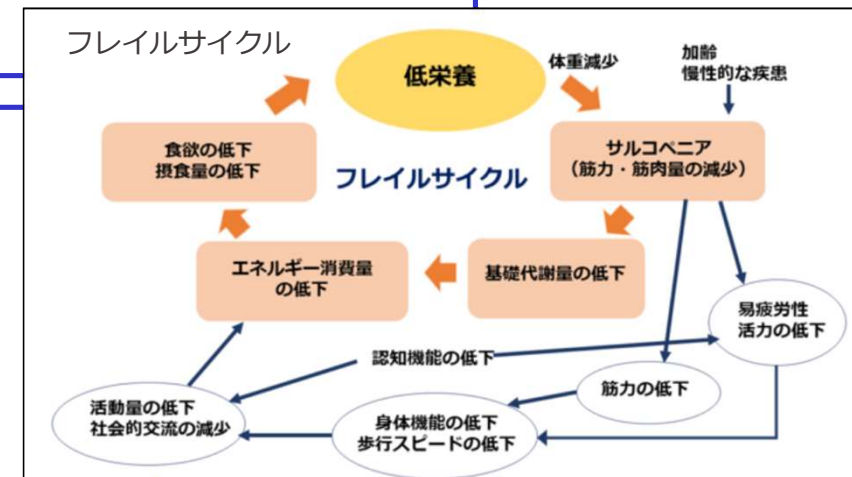 フレイルサイクル
低栄養
体重減少
加齢
慢性的な疾患
食欲の低下
摂食量の低下
フレイルサイクル
サルコペニア
(筋力・筋肉量の減少)
エネルギー消費量
の低下
基礎代謝量の低下
易疲労性
活力の低下
認知機能の低下
筋力の低下
活動量の低下
社会的交流の減少
身体機能の低下
歩行スピードの低下